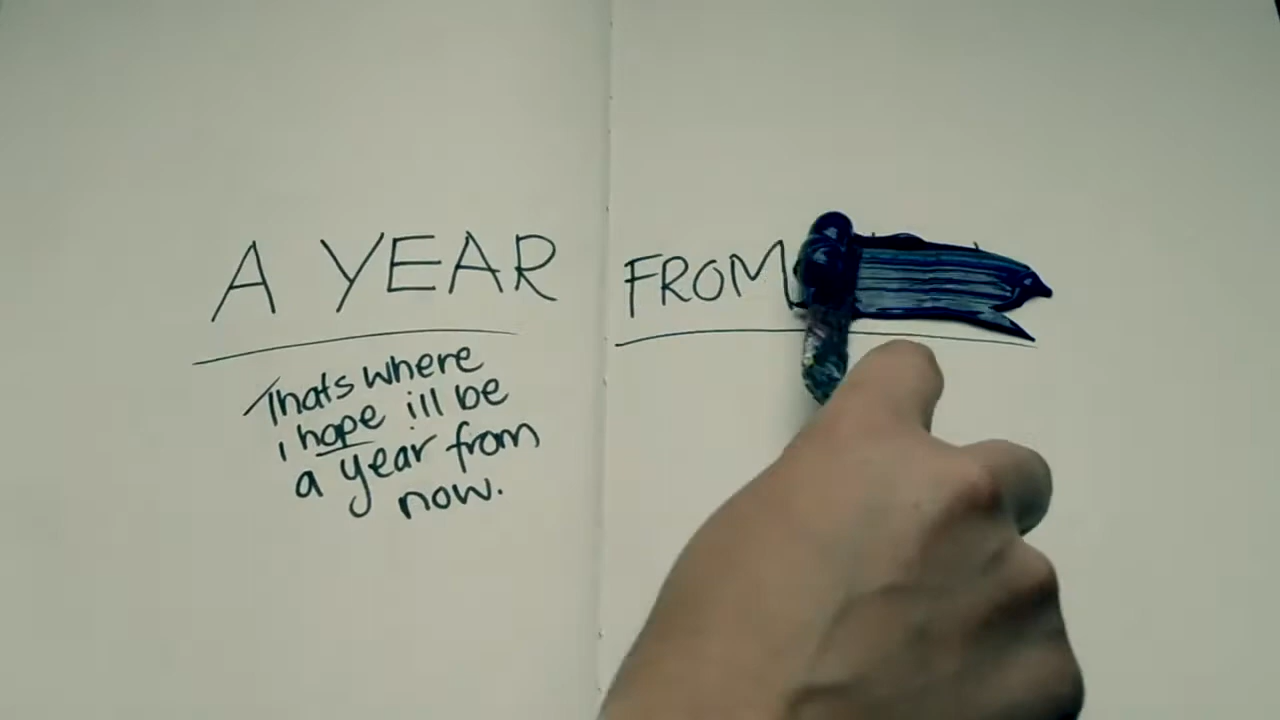 A YEAR FROM
Thats where
i hope ill be
a year from
now.